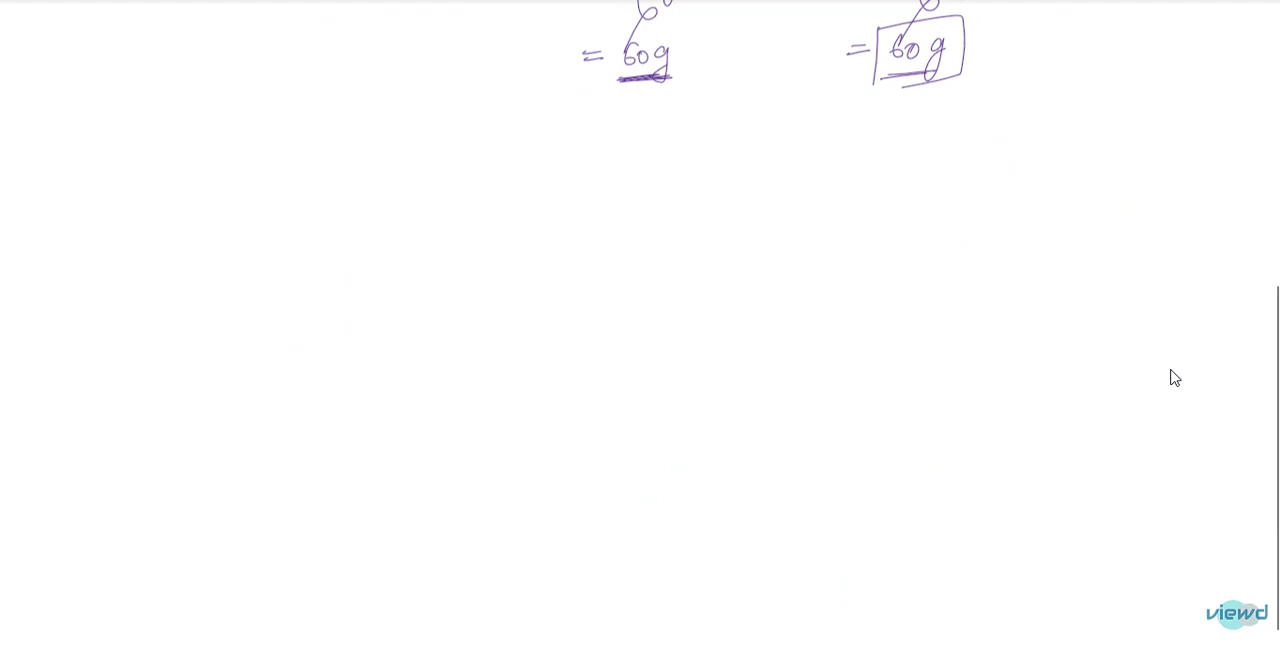 = 60g = 60g
viewd